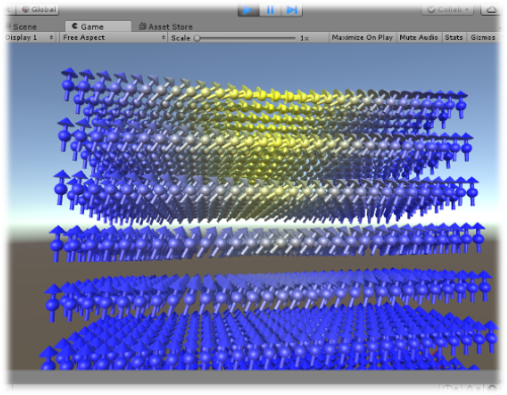 Global Collab
Scene Game Asset Store
Display 1 Free Aspect Scale 1x Maximize On Play Mute Audio Stats Gizmos